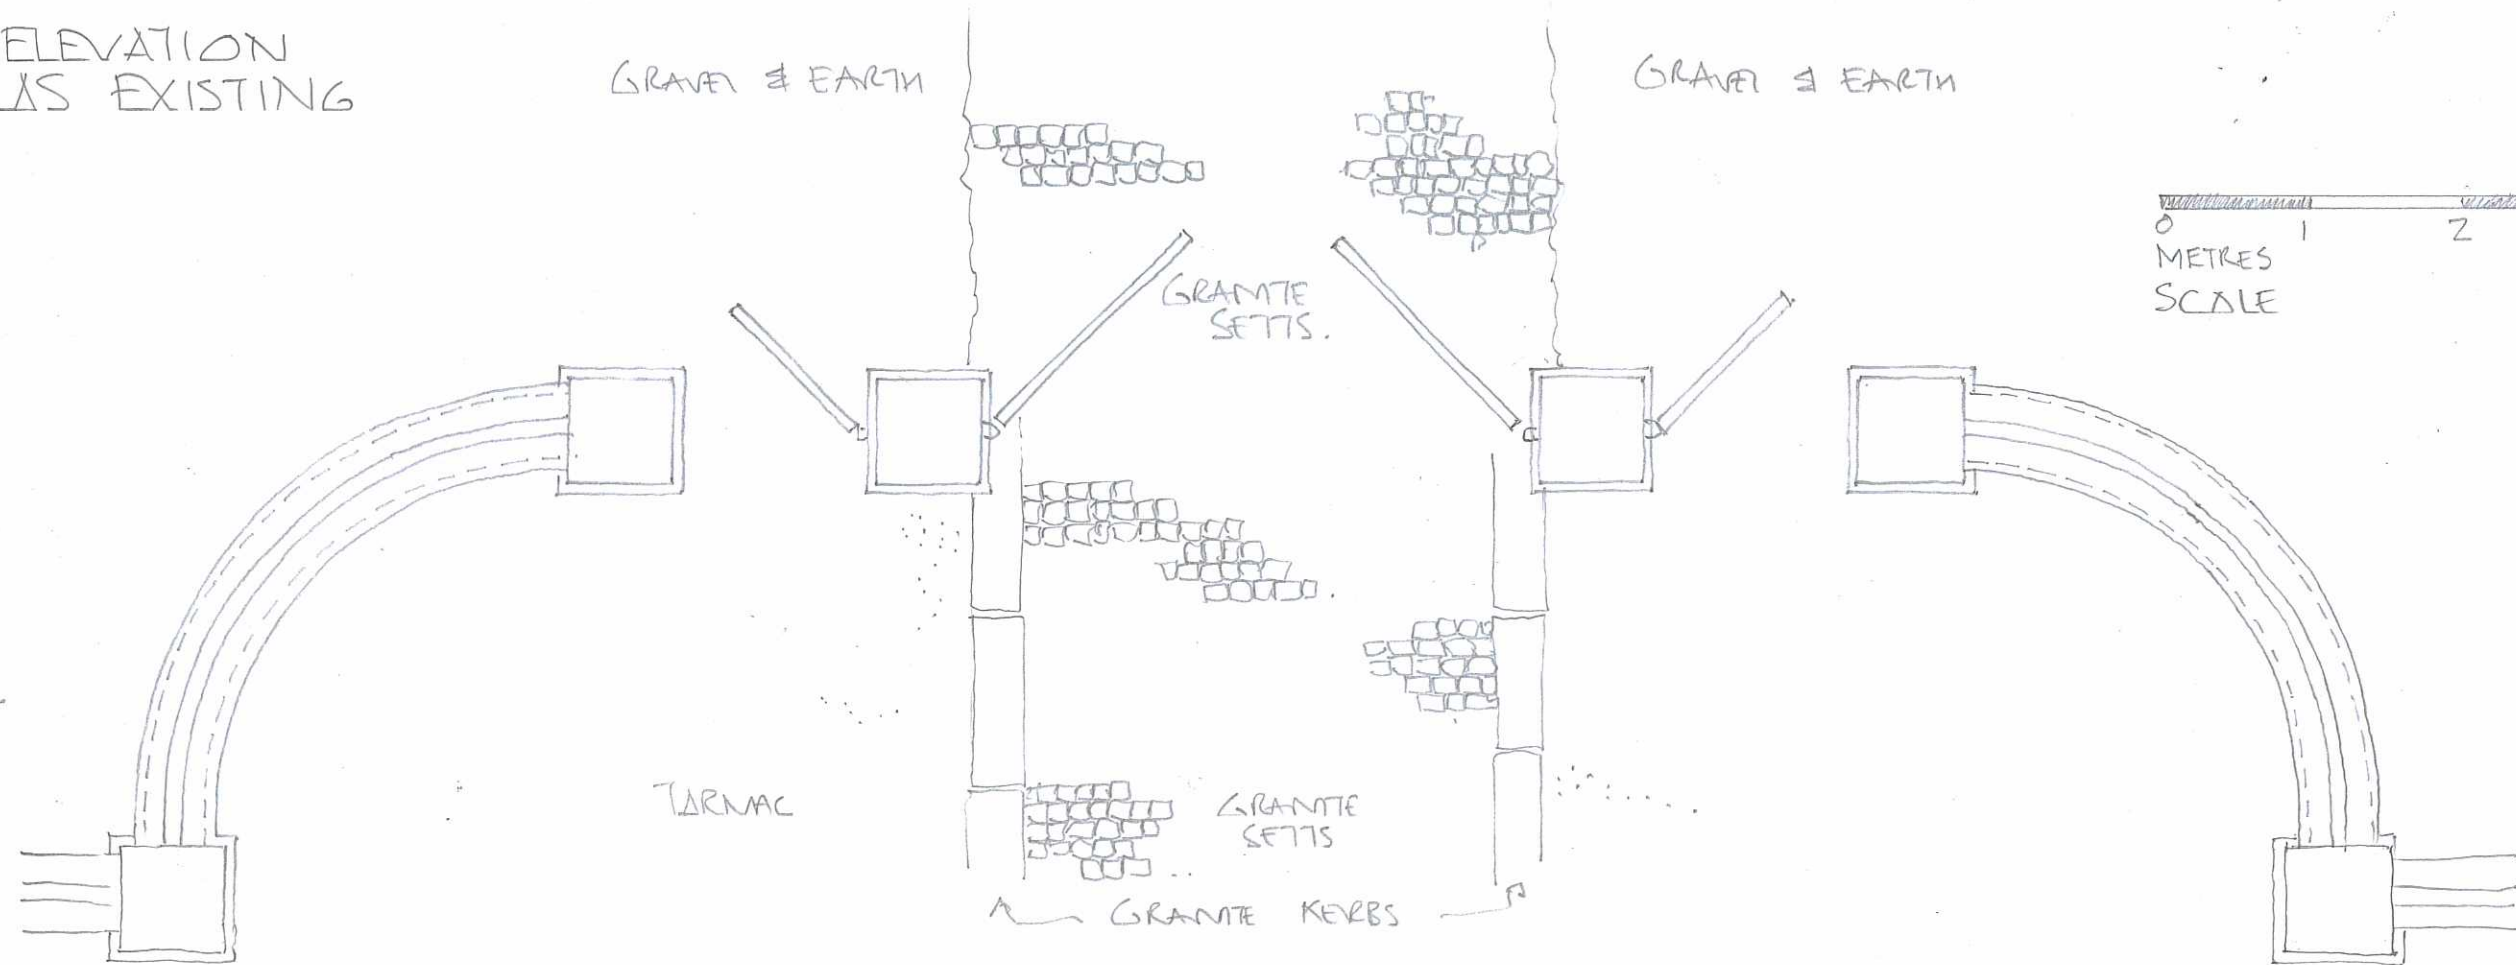 ELEVATION
AS EXISTING
GRAVEL & EARTH
GRAVEL & EARTH
0 1 2
METRES
SCALE
GRANITE
SETTS.
TARMAC
GRANITE
SETTS
GRANITE KERBS